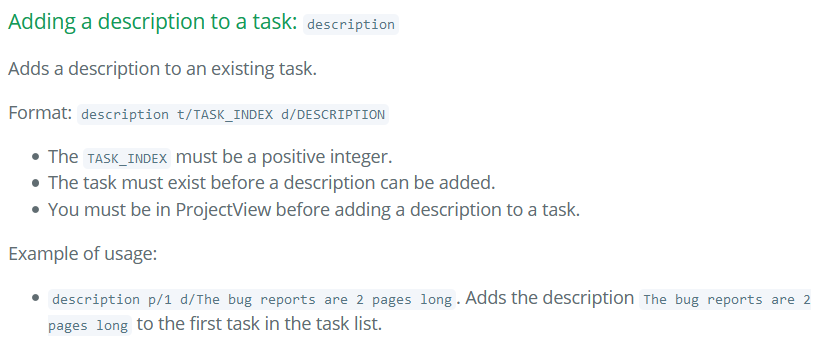 Adding a description to a task: description
Adds a description to an existing task.
Format: description t/TASK_INDEX d/DESCRIPTION
• The TASK_INDEX must be a positive integer.
• The task must exist before a description can be added.
• You must be in ProjectView before adding a description to a task.
Example of usage:
• description p/1 d/The bug reports are 2 pages long. Adds the description The bug reports are 2
pages long to the first task in the task list.